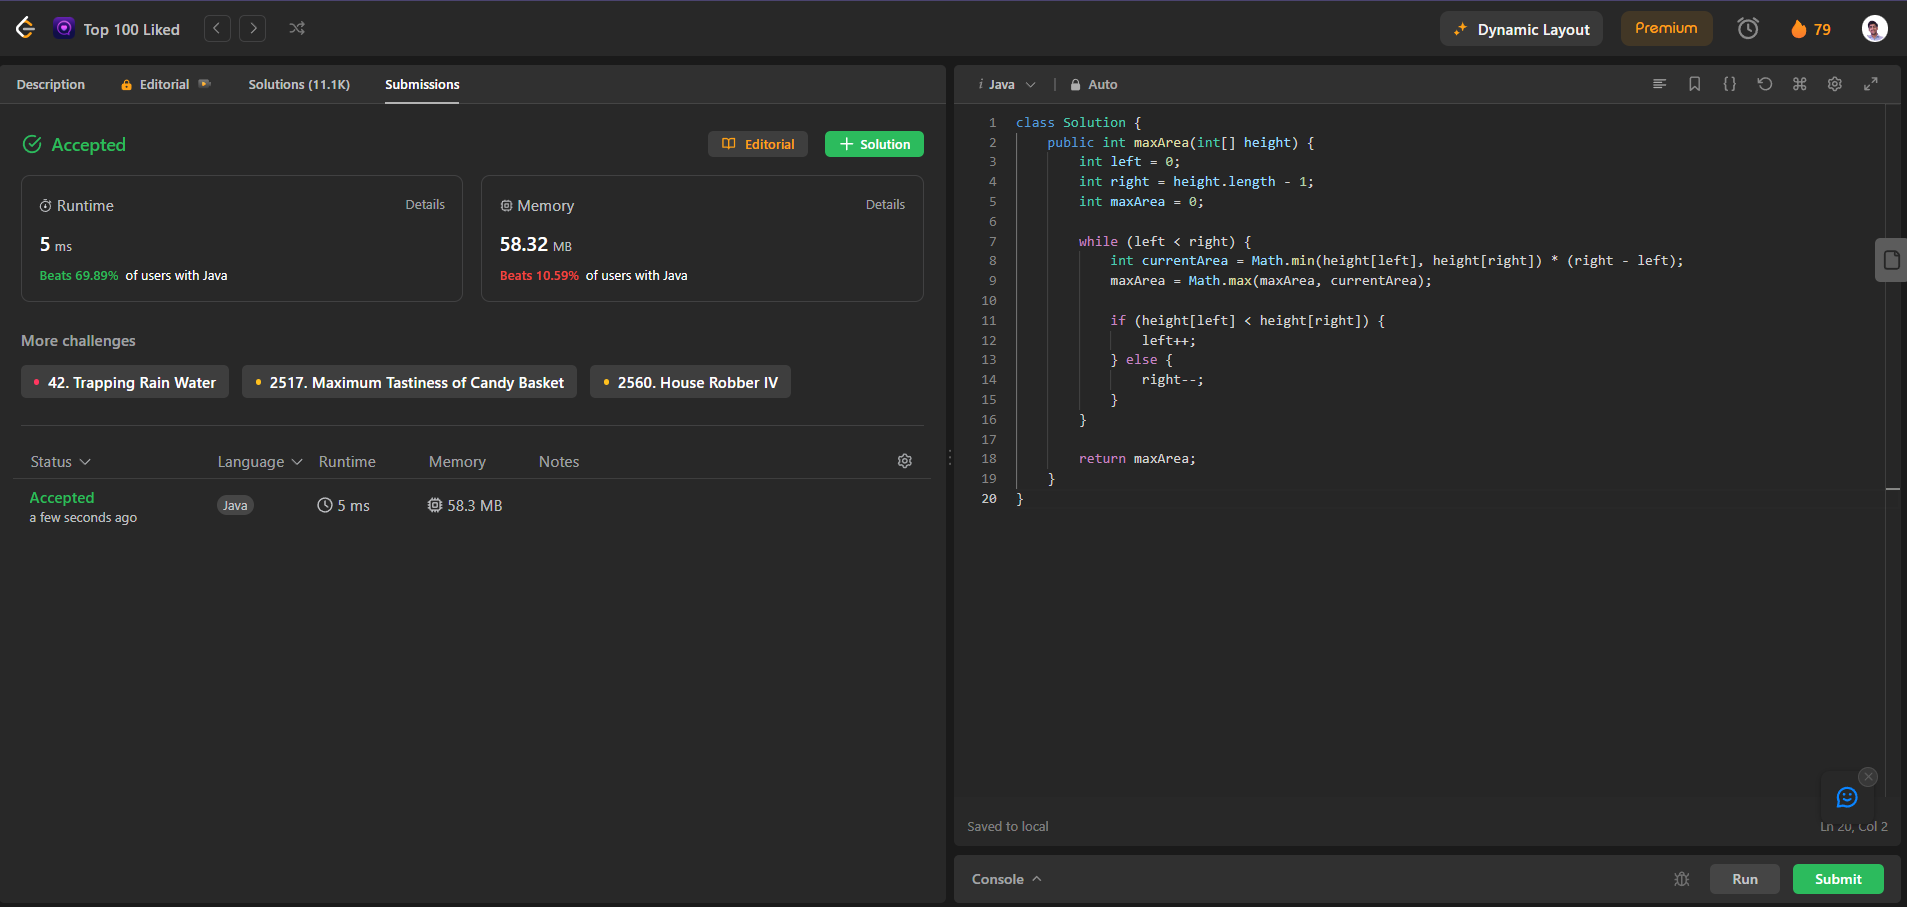 Top 100 Liked
Dynamic Layout
Premium
79
Description
Editorial
Solutions (11.1K)
Submissions
Accepted
Editorial
Solution
Runtime
Details
5 ms
Beats 69.89% of users with Java
Memory
Details
58.32 MB
Beats 10.59% of users with Java
More challenges
42. Trapping Rain Water
2517. Maximum Tastiness of Candy Basket
2560. House Robber IV
Status Language Runtime Memory Notes
Accepted
a few seconds ago
Java
5 ms
58.3 MB
i Java
Auto
1 class Solution {
2     public int maxArea(int[] height) {
3         int left = 0;
4         int right = height.length - 1;
5         int maxArea = 0;
6
7         while (left < right) {
8             int currentArea = Math.min(height[left], height[right]) * (right - left);
9             maxArea = Math.max(maxArea, currentArea);
10
11             if (height[left] < height[right]) {
12                 left++;
13             } else {
14                 right--;
15             }
16         }
17
18         return maxArea;
19     }
20 }
Saved to local
Ln 20, Col 2
Console
Run
Submit